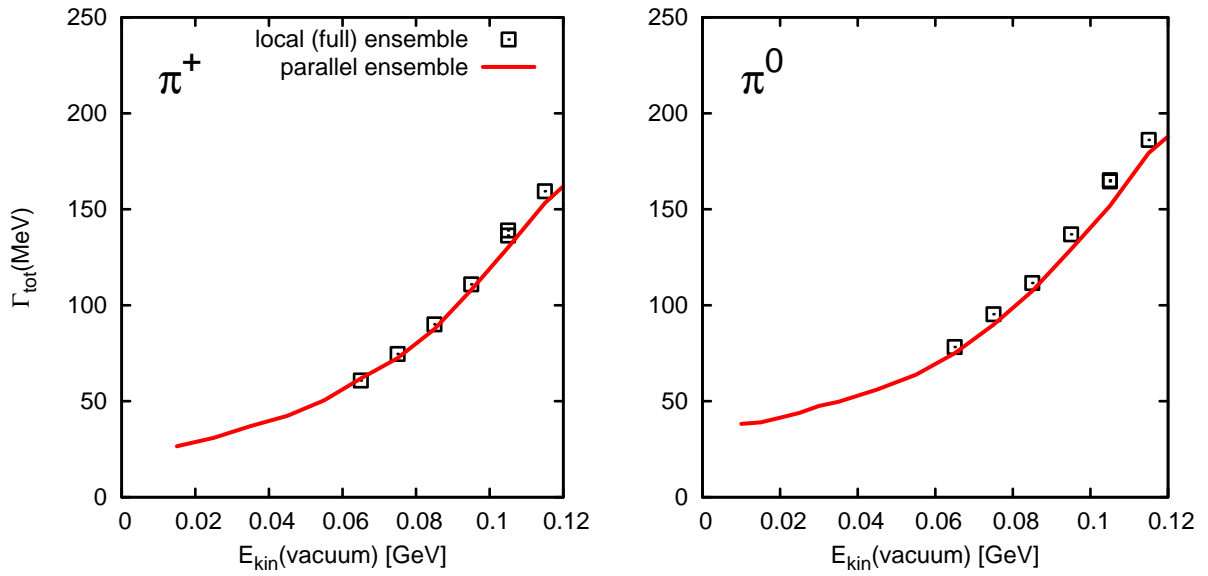 250
200
150
100
50
0
Γtot(MeV)
π+
local (full) ensemble
parallel ensemble
0 0.02 0.04 0.06 0.08 0.1 0.12
Ekin(vacuum) [GeV]
250
200
150
100
50
0
π0
0 0.02 0.04 0.06 0.08 0.1 0.12
Ekin(vacuum) [GeV]